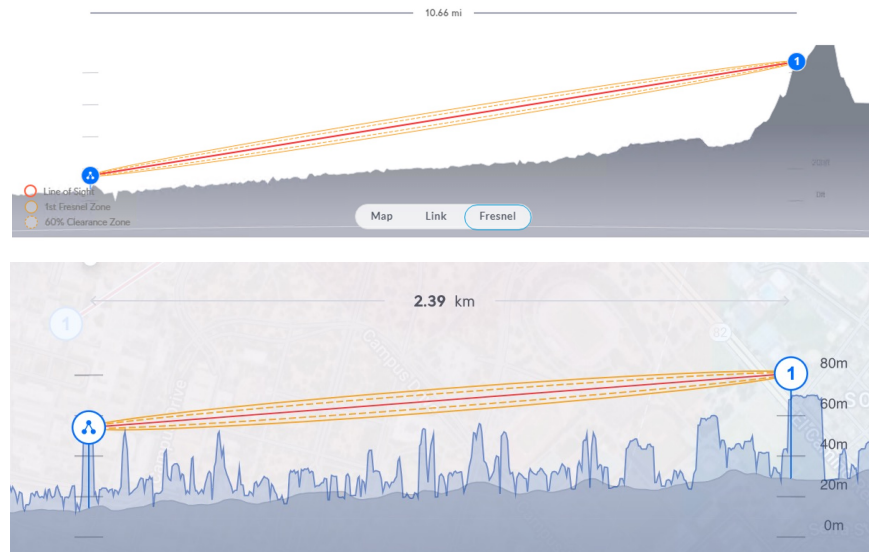 10.66 mi
1
Line of Sight
1st Fresnel Zone
60% Clearance Zone
Map Link Fresnel
2.39 km
1
82
1
80m
60m
40m
20m
0m